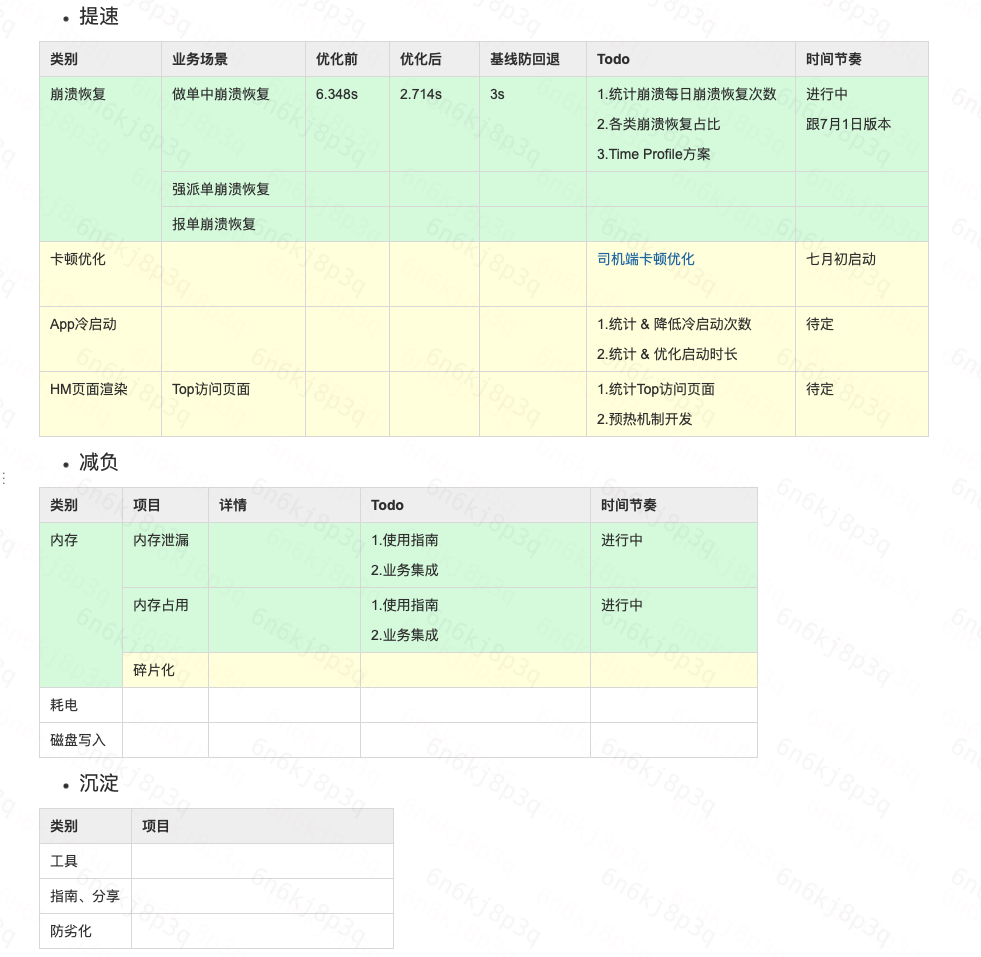 提速
类别 业务场景 优化前 优化后 基线防回退 Todo 时间节奏
崩溃恢复 做单中崩溃恢复 6.348s 2.714s 3s 1.统计崩溃每日崩溃恢复次数 进行中
2.各类崩溃恢复占比 跟7月1日版本
3.Time Profile方案
强派单崩溃恢复
报单崩溃恢复
卡顿优化 司机端卡顿优化 七月初启动
App冷启动 1.统计 & 降低冷启动次数 待定
2.统计 & 优化启动时长
HM页面渲染 Top访问页面 1.统计Top访问页面 待定
2.预热机制开发
减负
类别 项目 详情 Todo 时间节奏
内存 内存泄漏 1.使用指南 进行中
2.业务集成
内存占用 1.使用指南 进行中
2.业务集成
碎片化
耗电
磁盘写入
沉淀
类别 项目
工具
指南、分享
防劣化
6n6kj8p3q